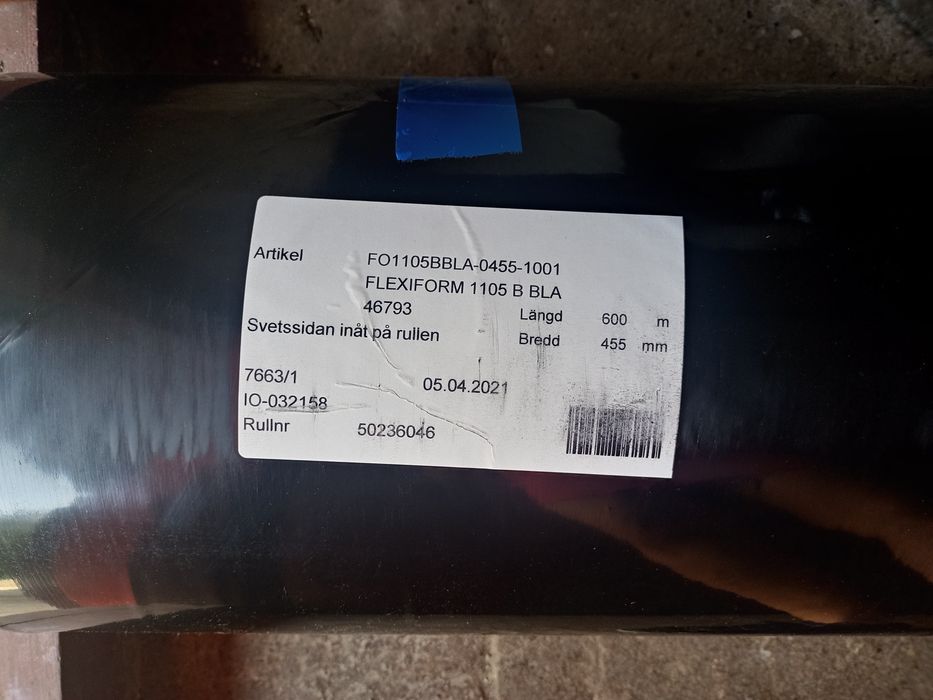 Artikel FO1105BBLA-0455-1001
FLEXIFORM 1105 B BLA
46793 Längd 600 m
Svetssidan inåt på rullen Bredd 455 mm
7663/1 05.04.2021
IO-032158
Rullnr 50236046